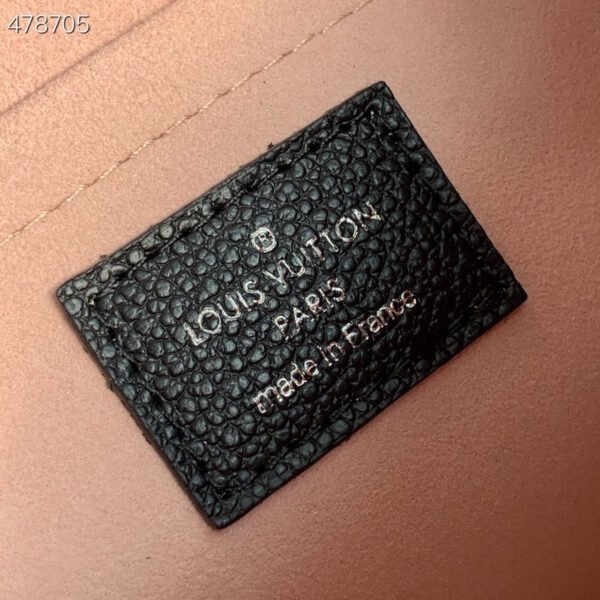 478705
®
LOUIS VUITTON
PARIS
made in France